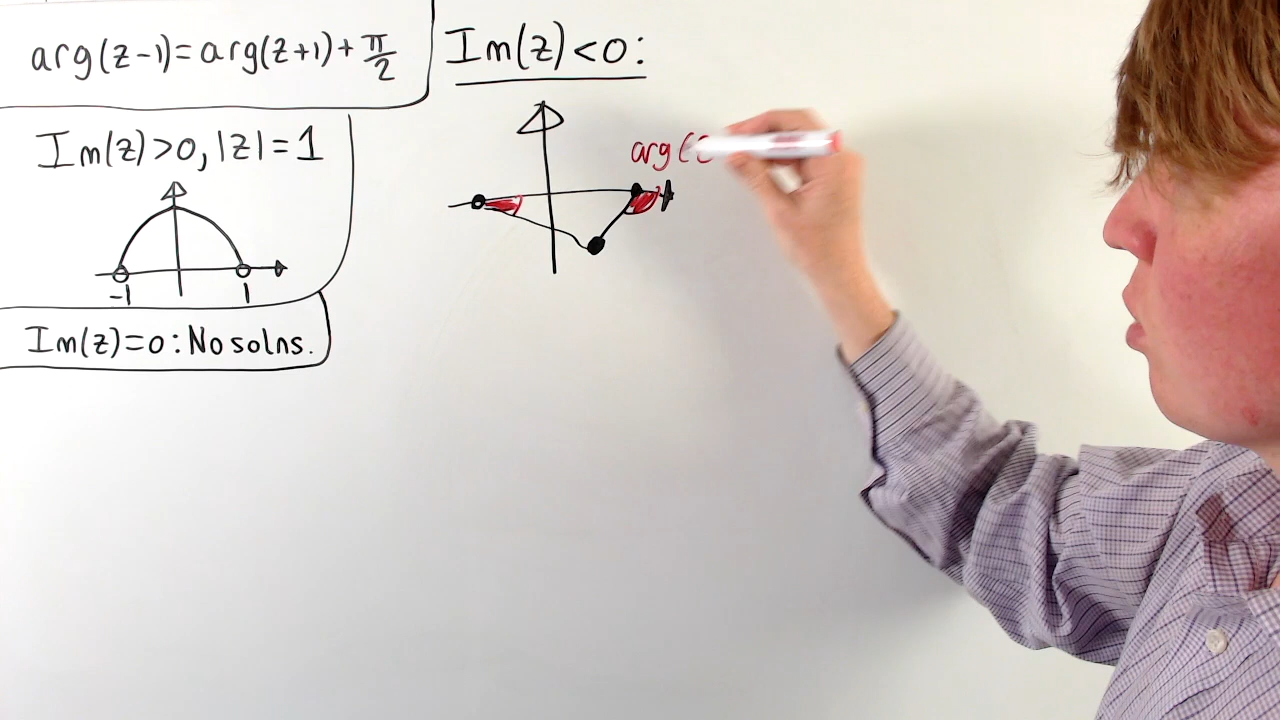 arg(z-1)=arg(z+1)+π/2
Im(z)>0, |z|=1
-1 1
Im(z)=0: No solns.
Im(z)<0:
arg(